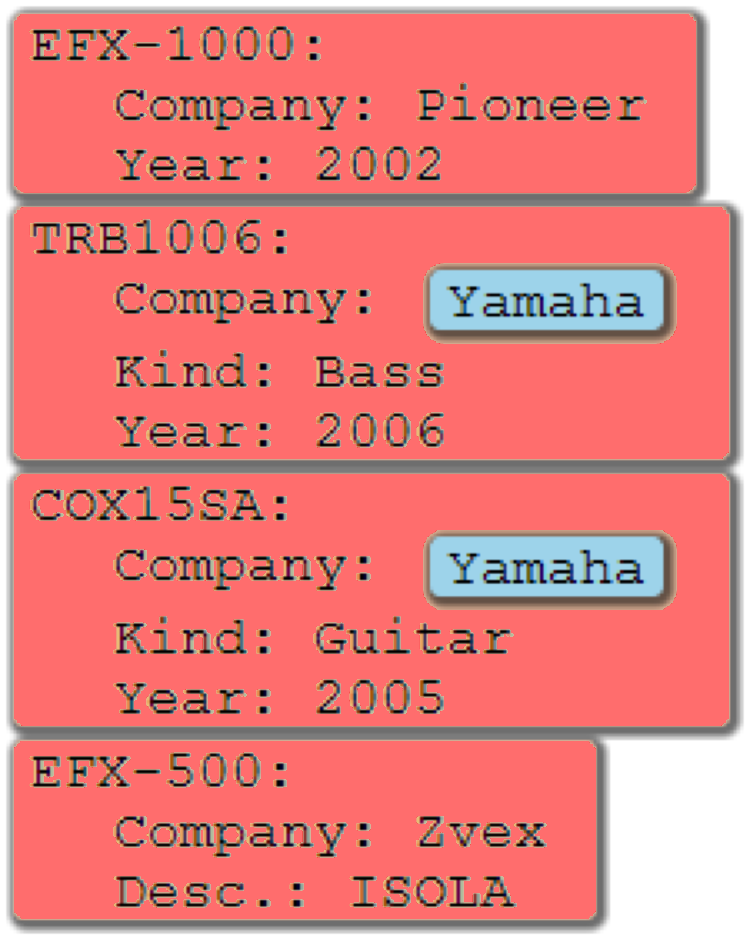 EFX-1000:
Company: Pioneer
Year: 2002
TRB1006:
Company: Yamaha
Kind: Bass
Year: 2006
COX15SA:
Company: Yamaha
Kind: Guitar
Year: 2005
EFX-500:
Company: Zvex
Desc.: ISOLA